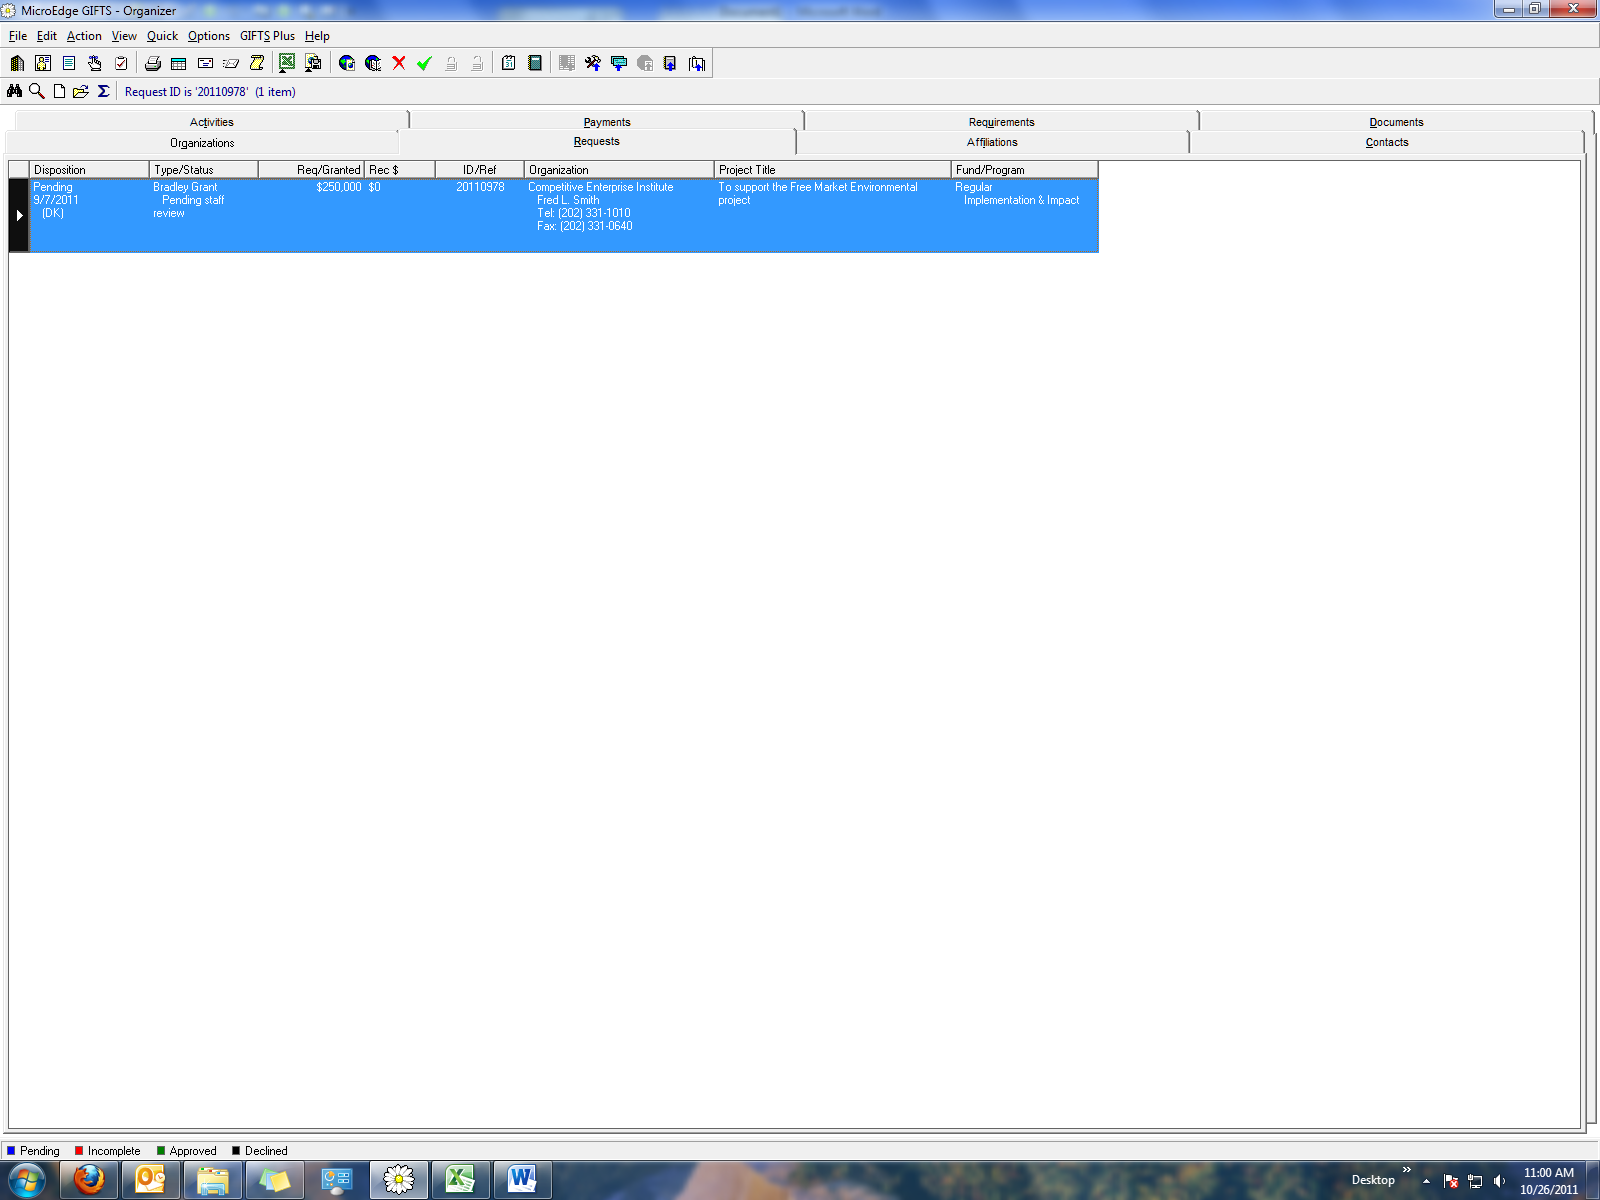 MicroEdge GIFTS - Organizer
File Edit Action View Quick Options GIFTS Plus Help
Request ID is '20110978' (1 item)
Activities Payments Requirements Documents
Organizations Requests Affiliations Contacts
Disposition Type/Status Req/Granted Rec $ ID/Ref Organization Project Title Fund/Program
Pending Bradley Grant $250,000 $0 20110978 Competitive Enterprise Institute To support the Free Market Environmental Regular
9/7/2011 Pending staff Fred L. Smith project Implementation & Impact
(DK) review Tel: (202) 331-1010
Fax: (202) 331-0640
Pending Incomplete Approved Declined
Desktop » 11:00 AM
10/26/2011